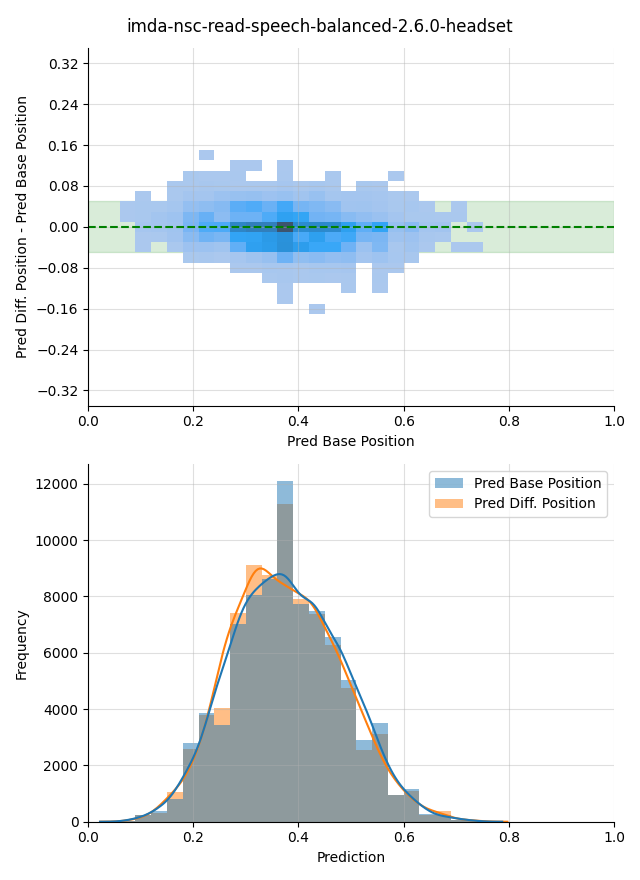 imda-nsc-read-speech-balanced-2.6.0-headset
0.32
0.24
0.16
0.08
0.00
−0.08
−0.16
−0.24
−0.32
Pred Diff. Position - Pred Base Position
0.0 0.2 0.4 0.6 0.8 1.0
Pred Base Position
12000
10000
8000
6000
4000
2000
0
Frequency
Pred Base Position
Pred Diff. Position
0.0 0.2 0.4 0.6 0.8 1.0
Prediction